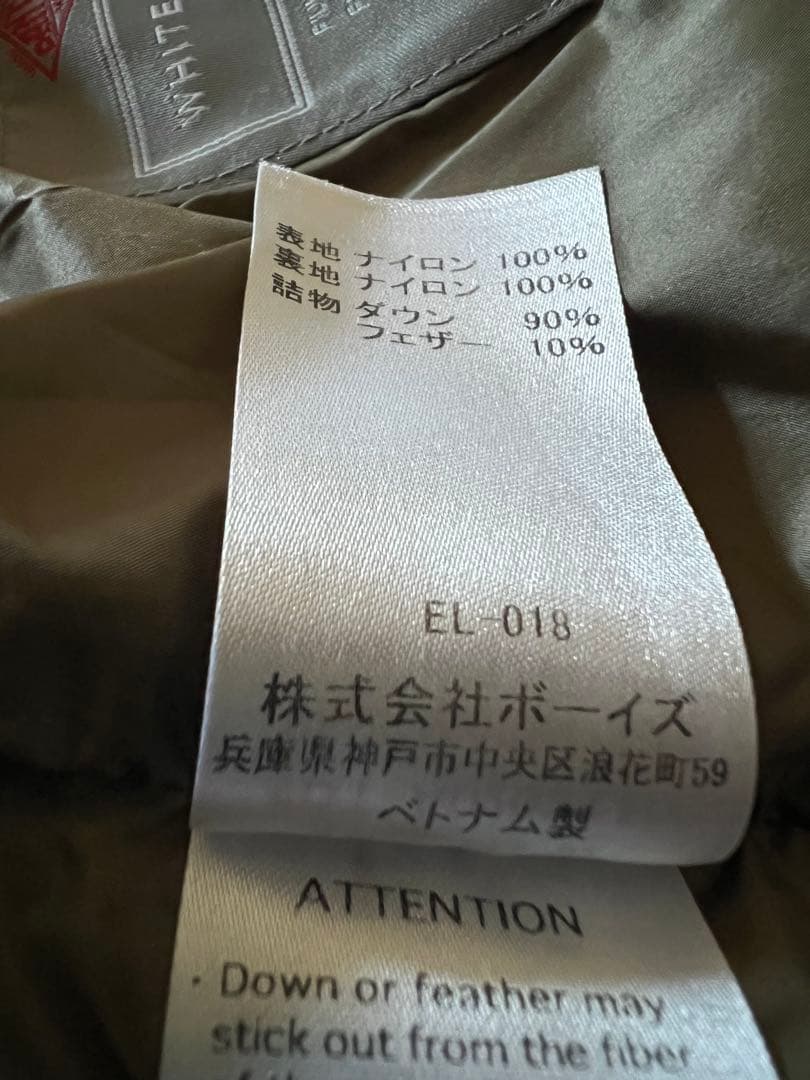 WHITE
表地 ナイロン 100%
裏地 ナイロン 100%
詰物 ダウン 90%
フェザー 10%
EL-018
株式会社ボーイズ
兵庫県神戸市中央区浪花町59
ベトナム製
ATTENTION
・Down or feather may
stick out from the fiber